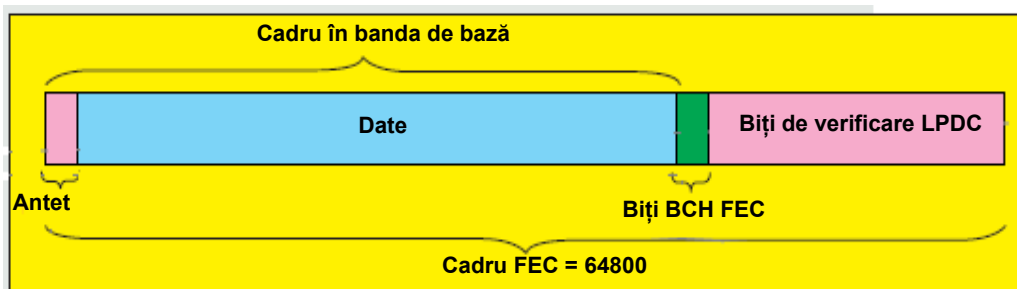 Cadru în banda de bază
Date
Biți de verificare LPDC
Antet
Biți BCH FEC
Cadru FEC = 64800